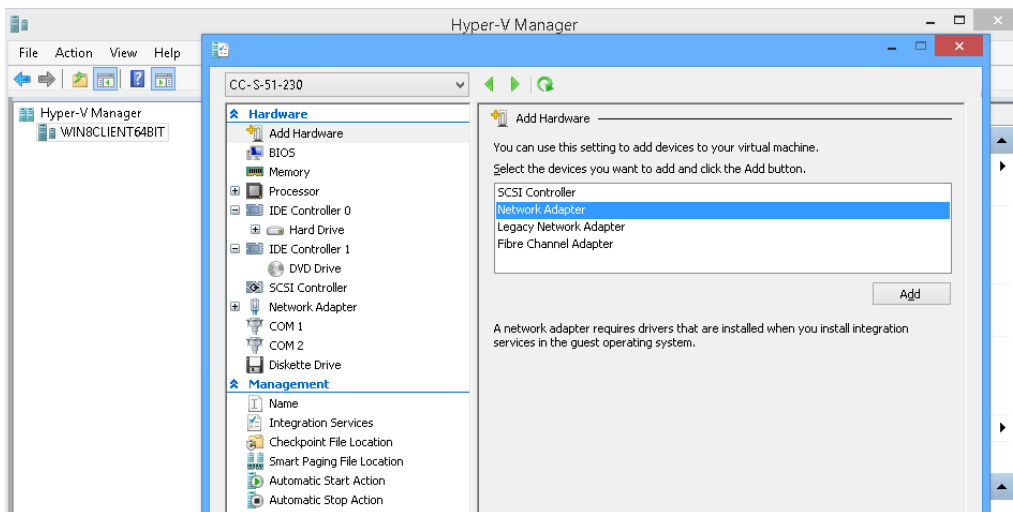 Hyper-V Manager
File Action View Help
Hyper-V Manager
WIN8CLIENT64BIT
CC-S-51-230
Hardware
Add Hardware
BIOS
Memory
Processor
IDE Controller 0
Hard Drive
IDE Controller 1
DVD Drive
SCSI Controller
Network Adapter
COM 1
COM 2
Diskette Drive
Management
Name
Integration Services
Checkpoint File Location
Smart Paging File Location
Automatic Start Action
Automatic Stop Action
Add Hardware
You can use this setting to add devices to your virtual machine.
Select the devices you want to add and click the Add button.
SCSI Controller
Network Adapter
Legacy Network Adapter
Fibre Channel Adapter
Add
A network adapter requires drivers that are installed when you install integration
services in the guest operating system.